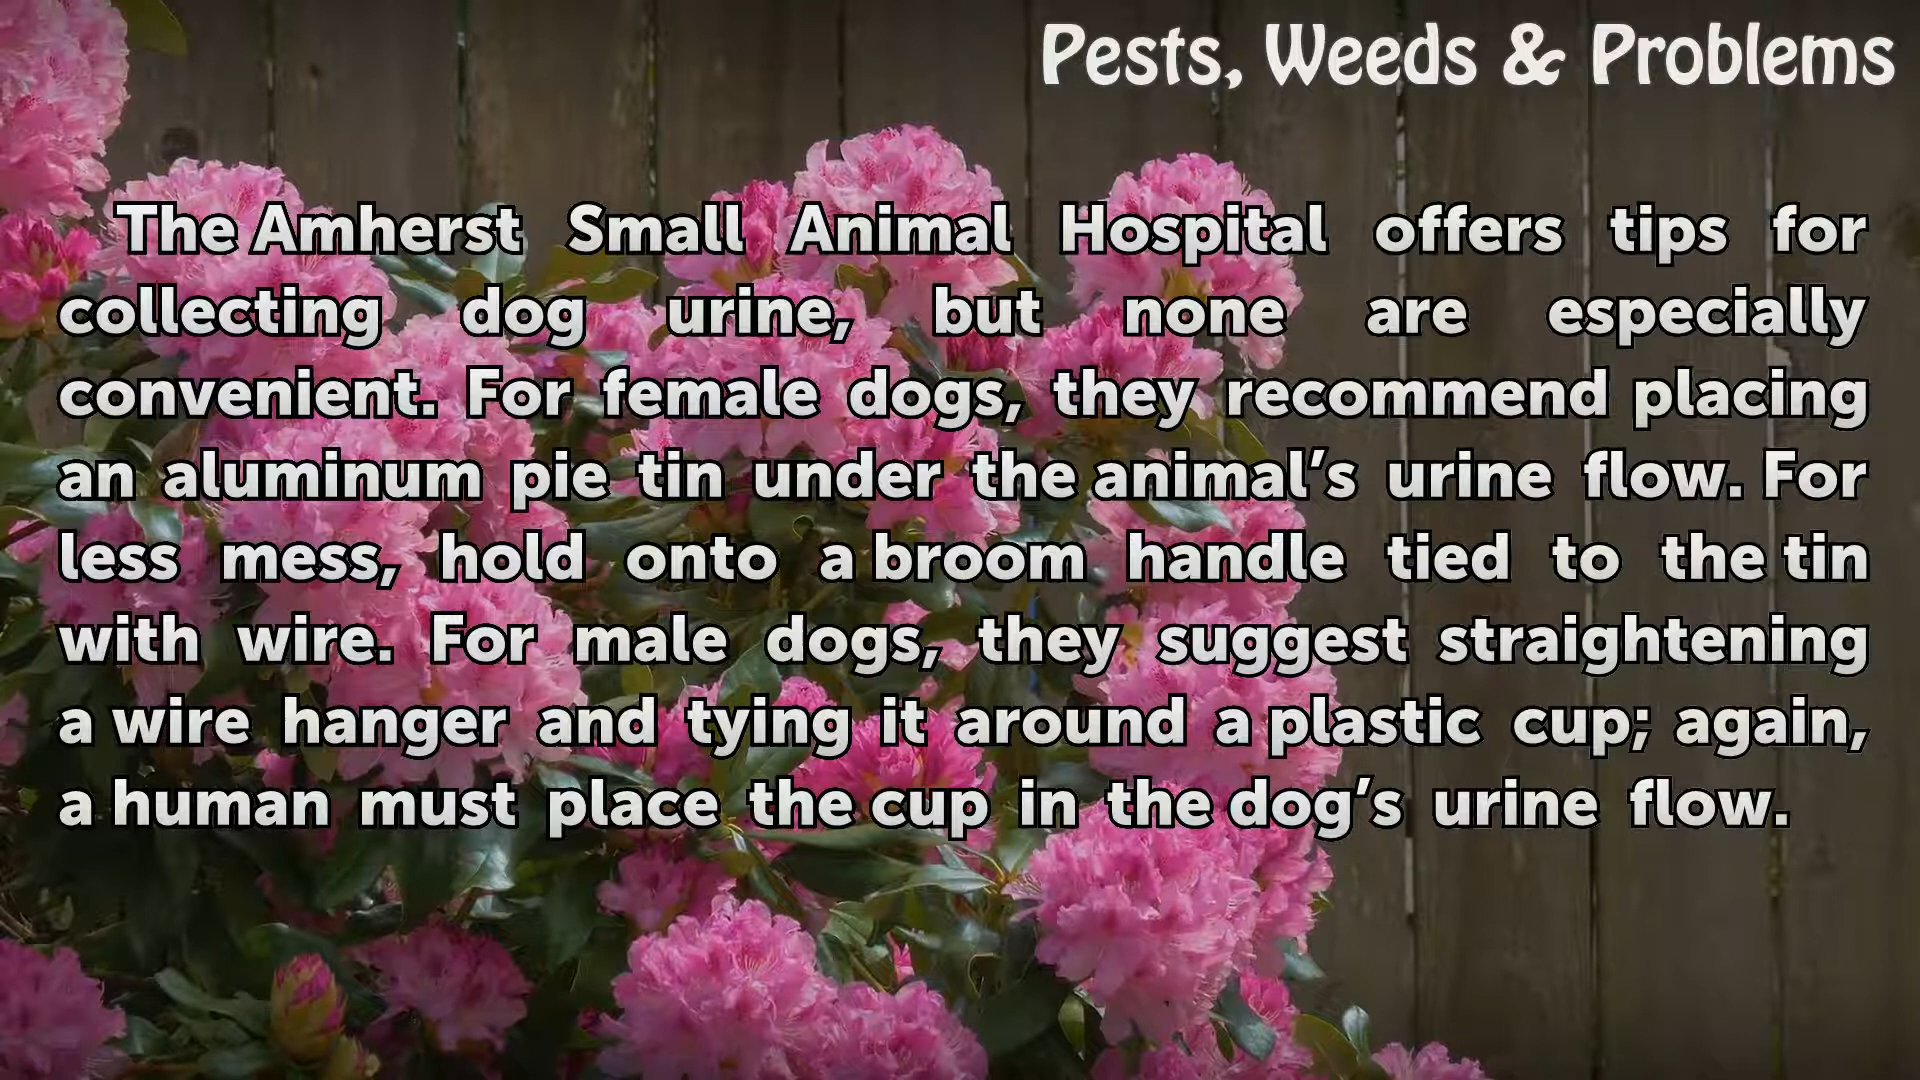 Pests, Weeds & Problems
The Amherst Small Animal Hospital offers tips for
collecting dog urine, but none are especially
convenient. For female dogs, they recommend placing
an aluminum pie tin under the animal’s urine flow. For
less mess, hold onto a broom handle tied to the tin
with wire. For male dogs, they suggest straightening
a wire hanger and tying it around a plastic cup; again,
a human must place the cup in the dog’s urine flow.